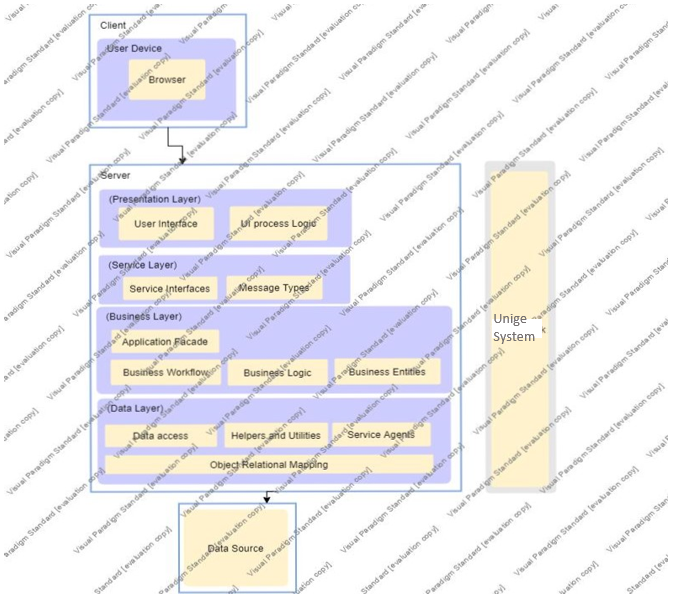 Client
User Device
Browser
Server
(Presentation Layer)
User Interface
UI process Logic
(Service Layer)
Service Interfaces
Message Types
(Business Layer)
Application Facade
Business Workflow
Business Logic
Business Entities
(Data Layer)
Data access
Helpers and Utilities
Service Agents
Object Relational Mapping
Data Source
Unige
System
Visual Paradigm Standard [evaluation copy]